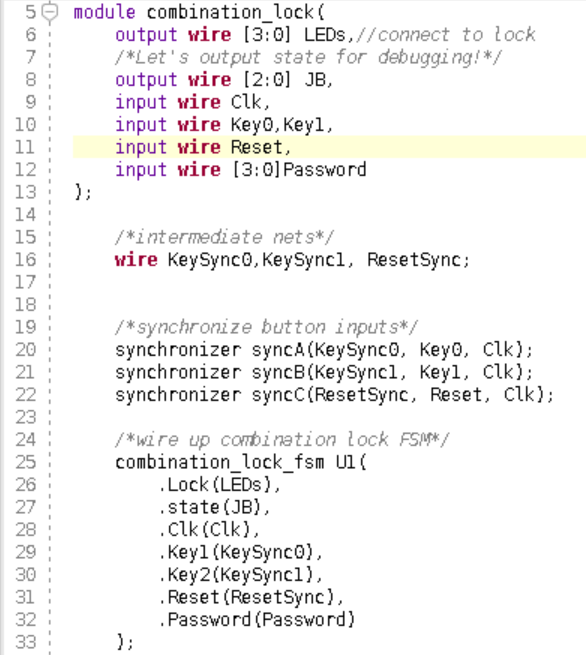 5 module combination_lock(
6 output wire [3:0] LEDs,//connect to lock
7 /*Let's output state for debugging!*/
8 output wire [2:0] JB,
9 input wire Clk,
10 input wire Key0,Key1,
11 input wire Reset,
12 input wire [3:0]Password
13 );
14
15 /*intermediate nets*/
16 wire KeySync0,KeySync1, ResetSync;
17
18
19 /*synchronize button inputs*/
20 synchronizer syncA(KeySync0, Key0, Clk);
21 synchronizer syncB(KeySync1, Key1, Clk);
22 synchronizer syncC(ResetSync, Reset, Clk);
23
24 /*wire up combination lock FSM*/
25 combination_lock_fsm U1(
26 .Lock(LEDs),
27 .state(JB),
28 .Clk(Clk),
29 .Key1(KeySync0),
30 .Key2(KeySync1),
31 .Reset(ResetSync),
32 .Password(Password)
33 );